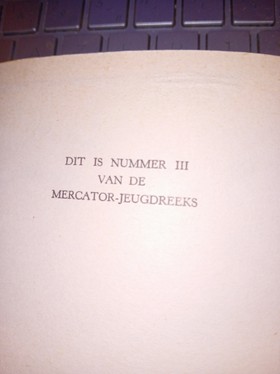 DIT IS NUMMER III
VAN DE
MERCATOR-JEUGDREEKS